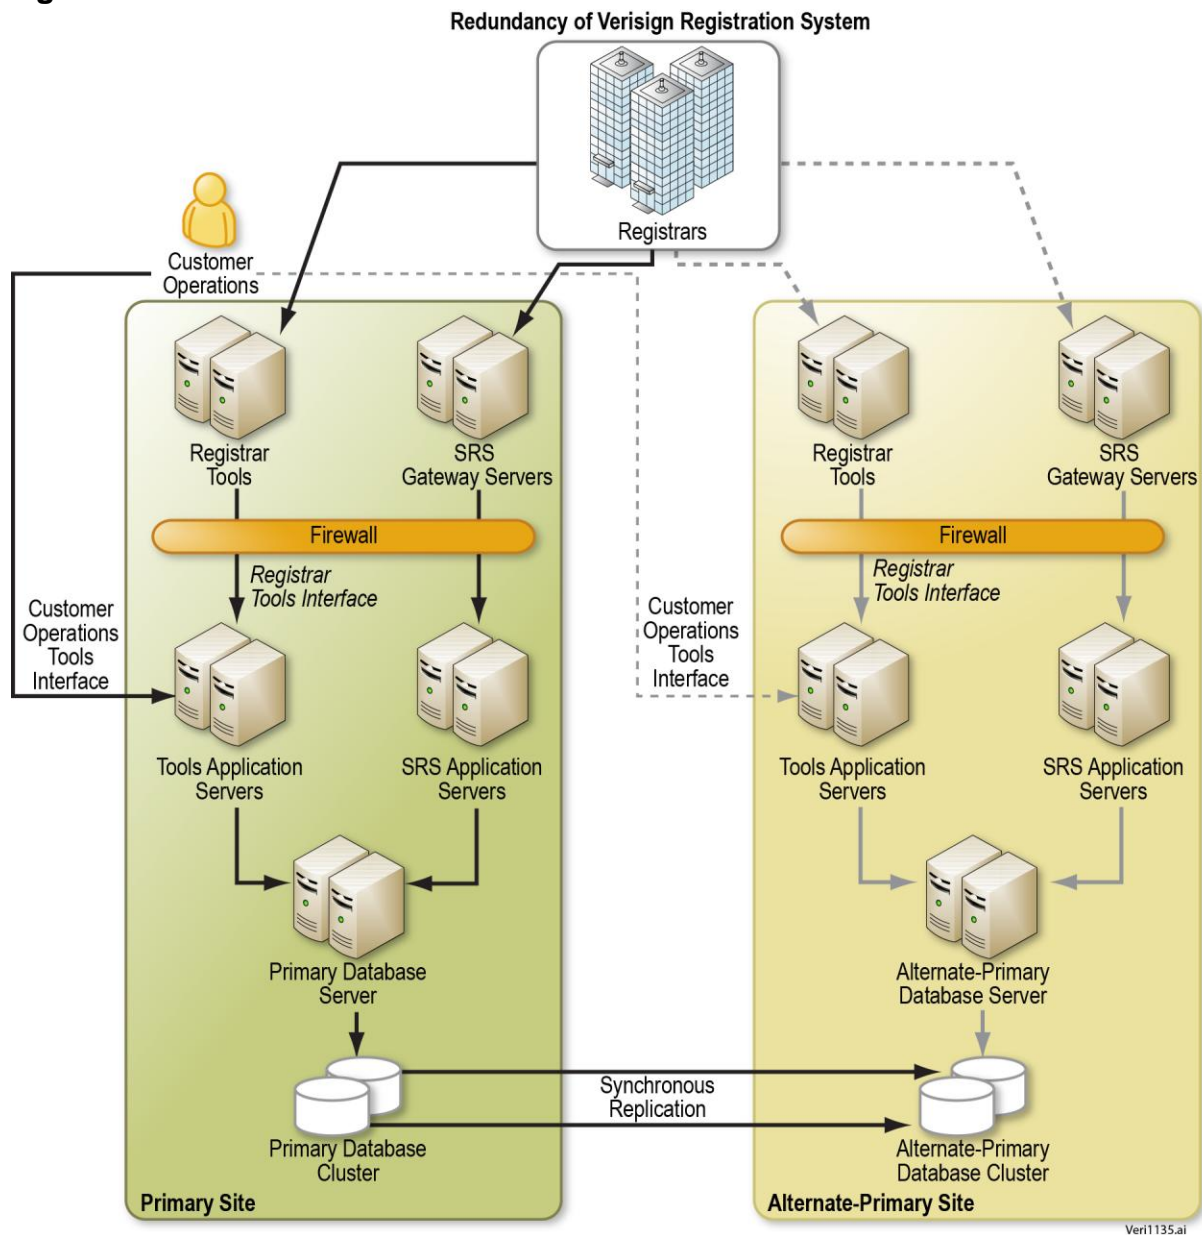 Redundancy of Verisign Registration System
Registrars
Customer
Operations
Registrar
Tools
SRS
Gateway Servers
Firewall
Registrar
Tools Interface
Customer
Operations
Tools
Interface
Tools Application
Servers
SRS Application
Servers
Primary Database
Server
Primary Database
Cluster
Primary Site
Synchronous
Replication
Customer
Operations
Tools
Interface
Registrar
Tools
SRS
Gateway Servers
Firewall
Registrar
Tools Interface
Tools Application
Servers
SRS Application
Servers
Alternate-Primary
Database Server
Alternate-Primary
Database Cluster
Alternate-Primary Site
Veri1135.ai